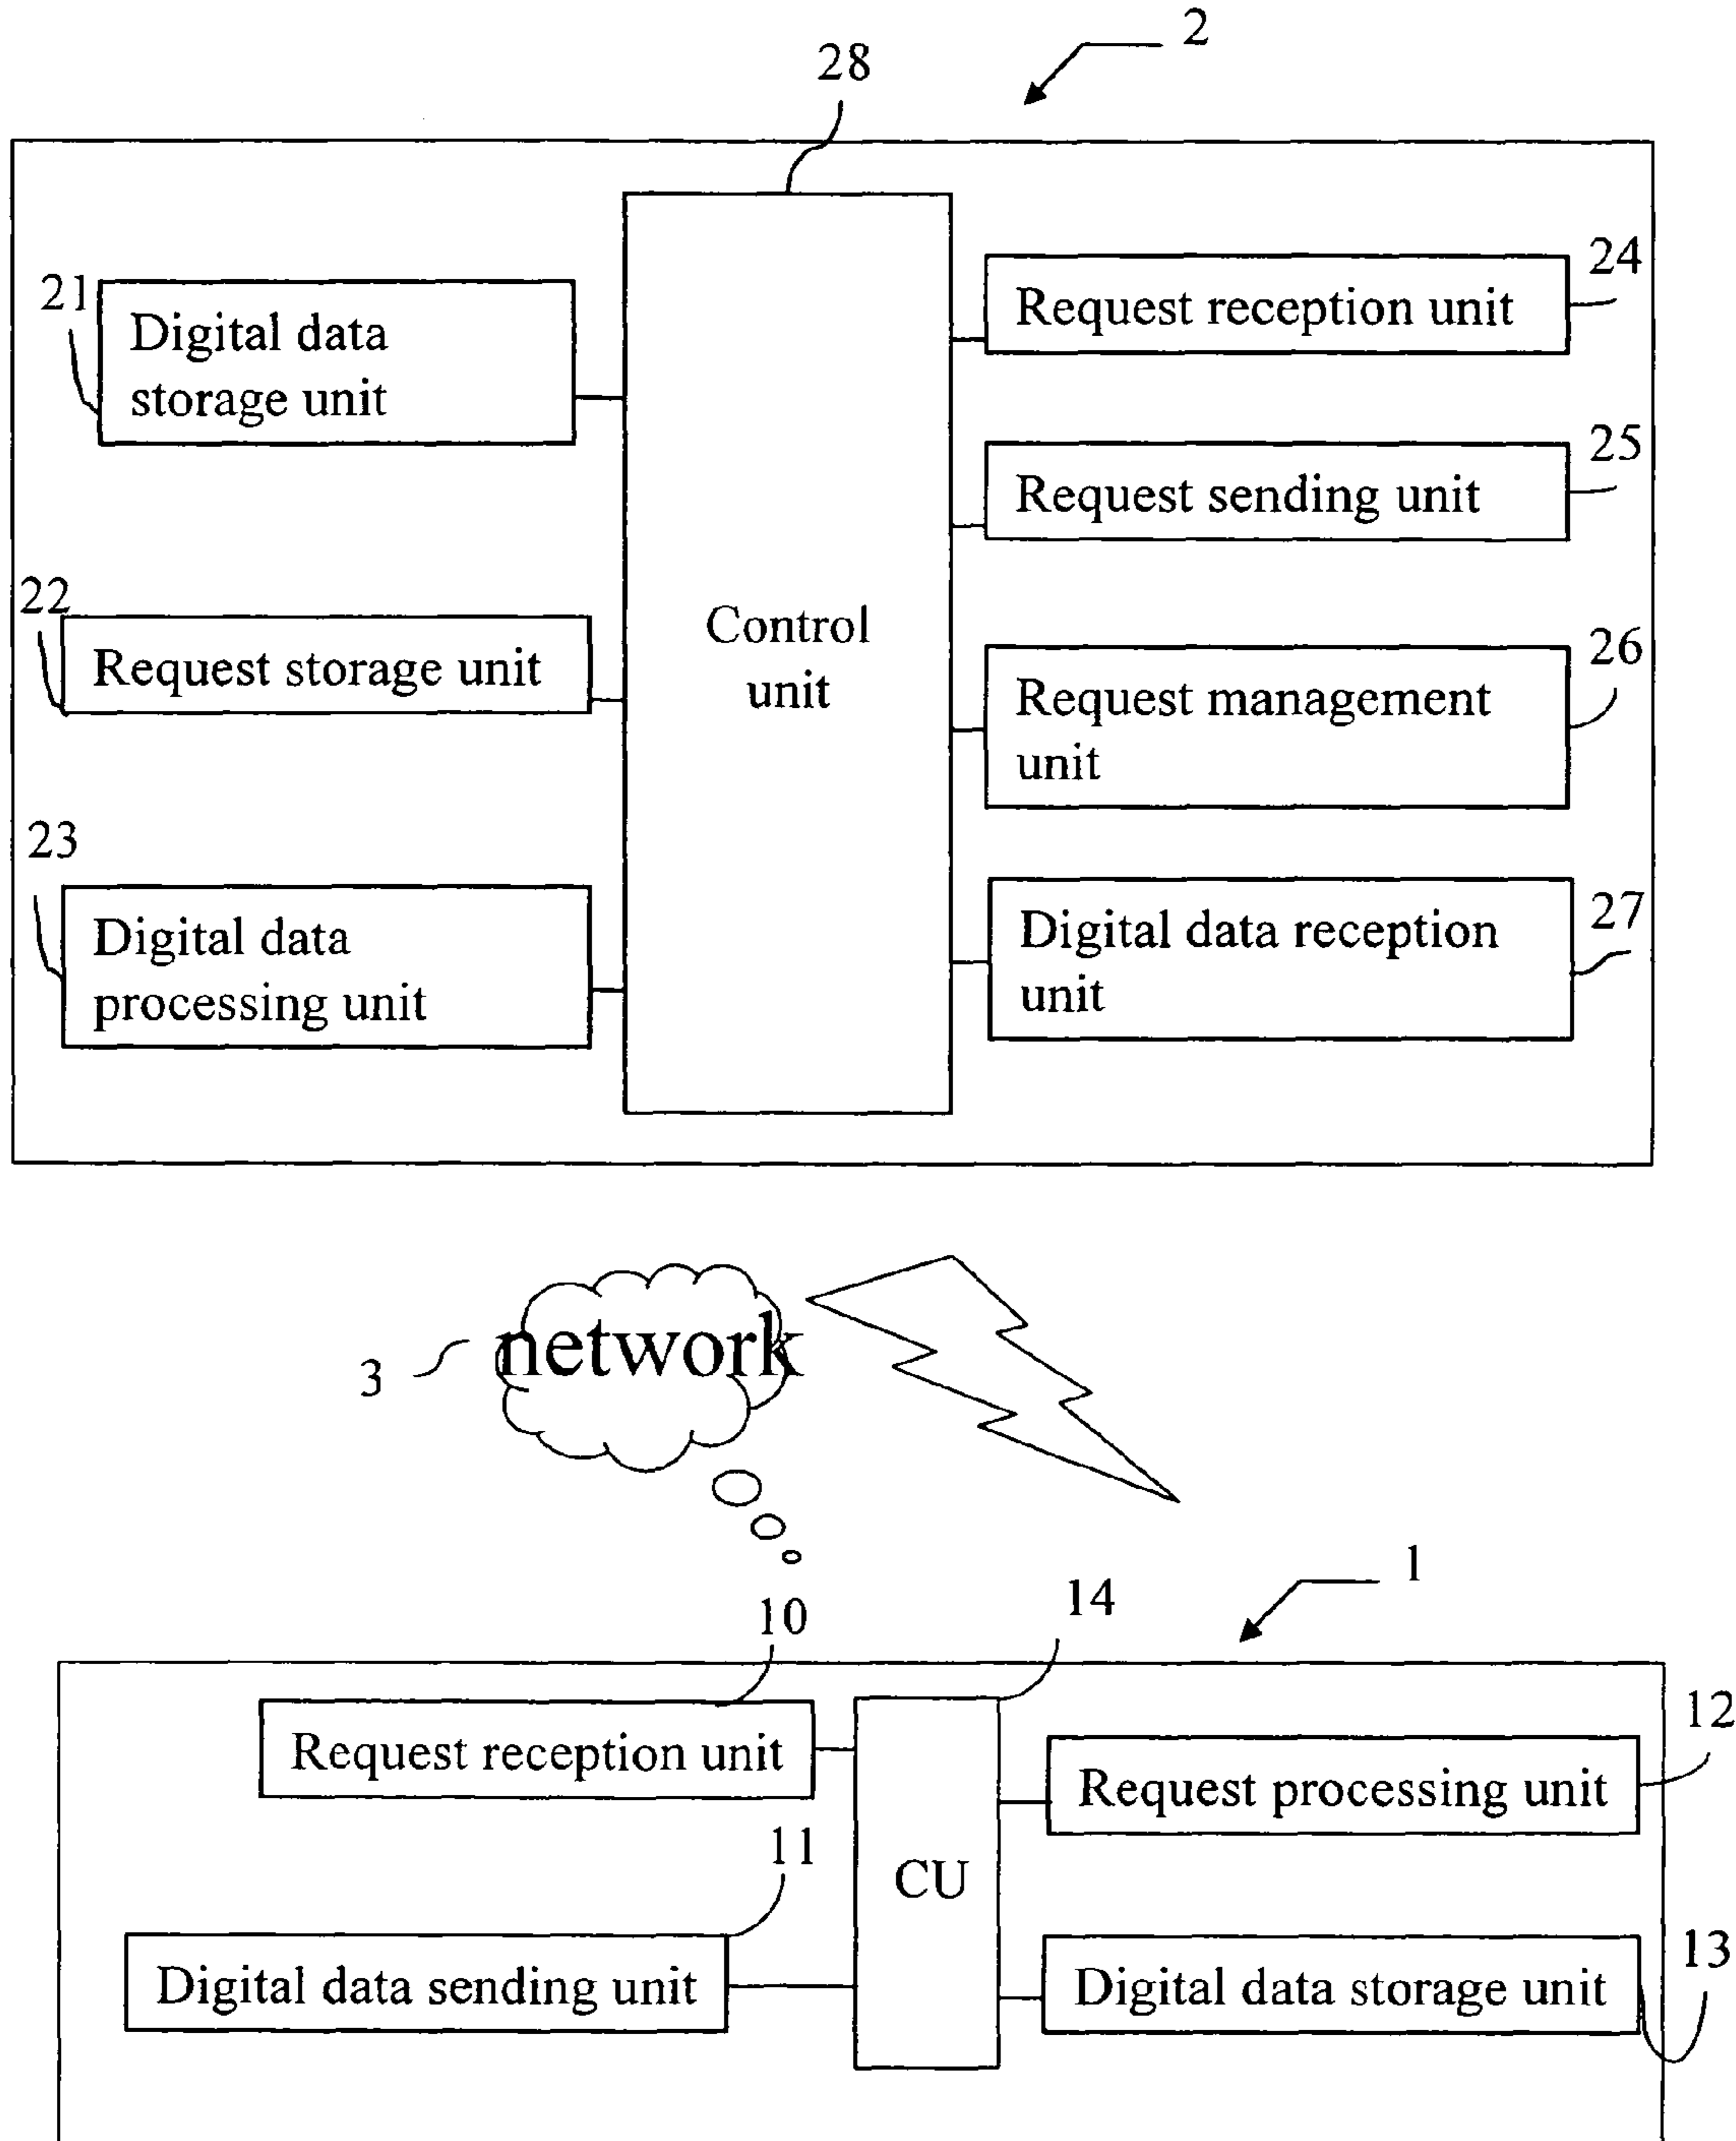 2
28
21
Digital data
storage unit
24
Request reception unit
25
Request sending unit
22
Request storage unit
Control
unit
26
Request management
unit
23
Digital data
processing unit
27
Digital data reception
unit
3
network
1
10
14
Request reception unit
12
Request processing unit
11
CU
Digital data sending unit
13
Digital data storage unit